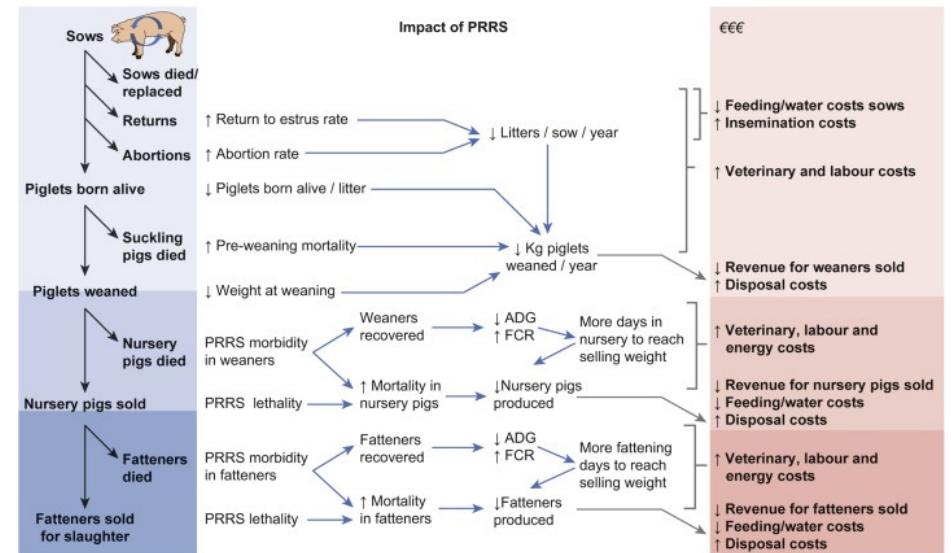 Impact of PRRS
€€€
Sows
Sows died/
replaced
Returns
Abortions
Piglets born alive
Suckling
pigs died
Piglets weaned
Nursery
pigs died
Nursery pigs sold
Fatteners
died
Fatteners sold
for slaughter
↑ Return to estrus rate
↑ Abortion rate
↓ Litters / sow / year
↓ Piglets born alive / litter
↑ Pre-weaning mortality
↓ Kg piglets
weaned / year
↓ Weight at weaning
PRRS morbidity
in weaners
Weaners
recovered
↓ ADG
↑ FCR
More days in
nursery to reach
selling weight
PRRS lethality
↑ Mortality in
nursery pigs
↓Nursery pigs
produced
PRRS morbidity
in fatteners
Fatteners
recovered
↓ ADG
↑ FCR
More fattening
days to reach
selling weight
PRRS lethality
↑ Mortality
in fatteners
↓Fatteners
produced
↓ Feeding/water costs sows
↑ Insemination costs
↑ Veterinary and labour costs
↓ Revenue for weaners sold
↑ Disposal costs
↑ Veterinary, labour and
energy costs
↓ Revenue for nursery pigs sold
↓ Feeding/water costs
↑ Disposal costs
↑ Veterinary, labour and
energy costs
↓ Revenue for fatteners sold
↓ Feeding/water costs
↑ Disposal costs